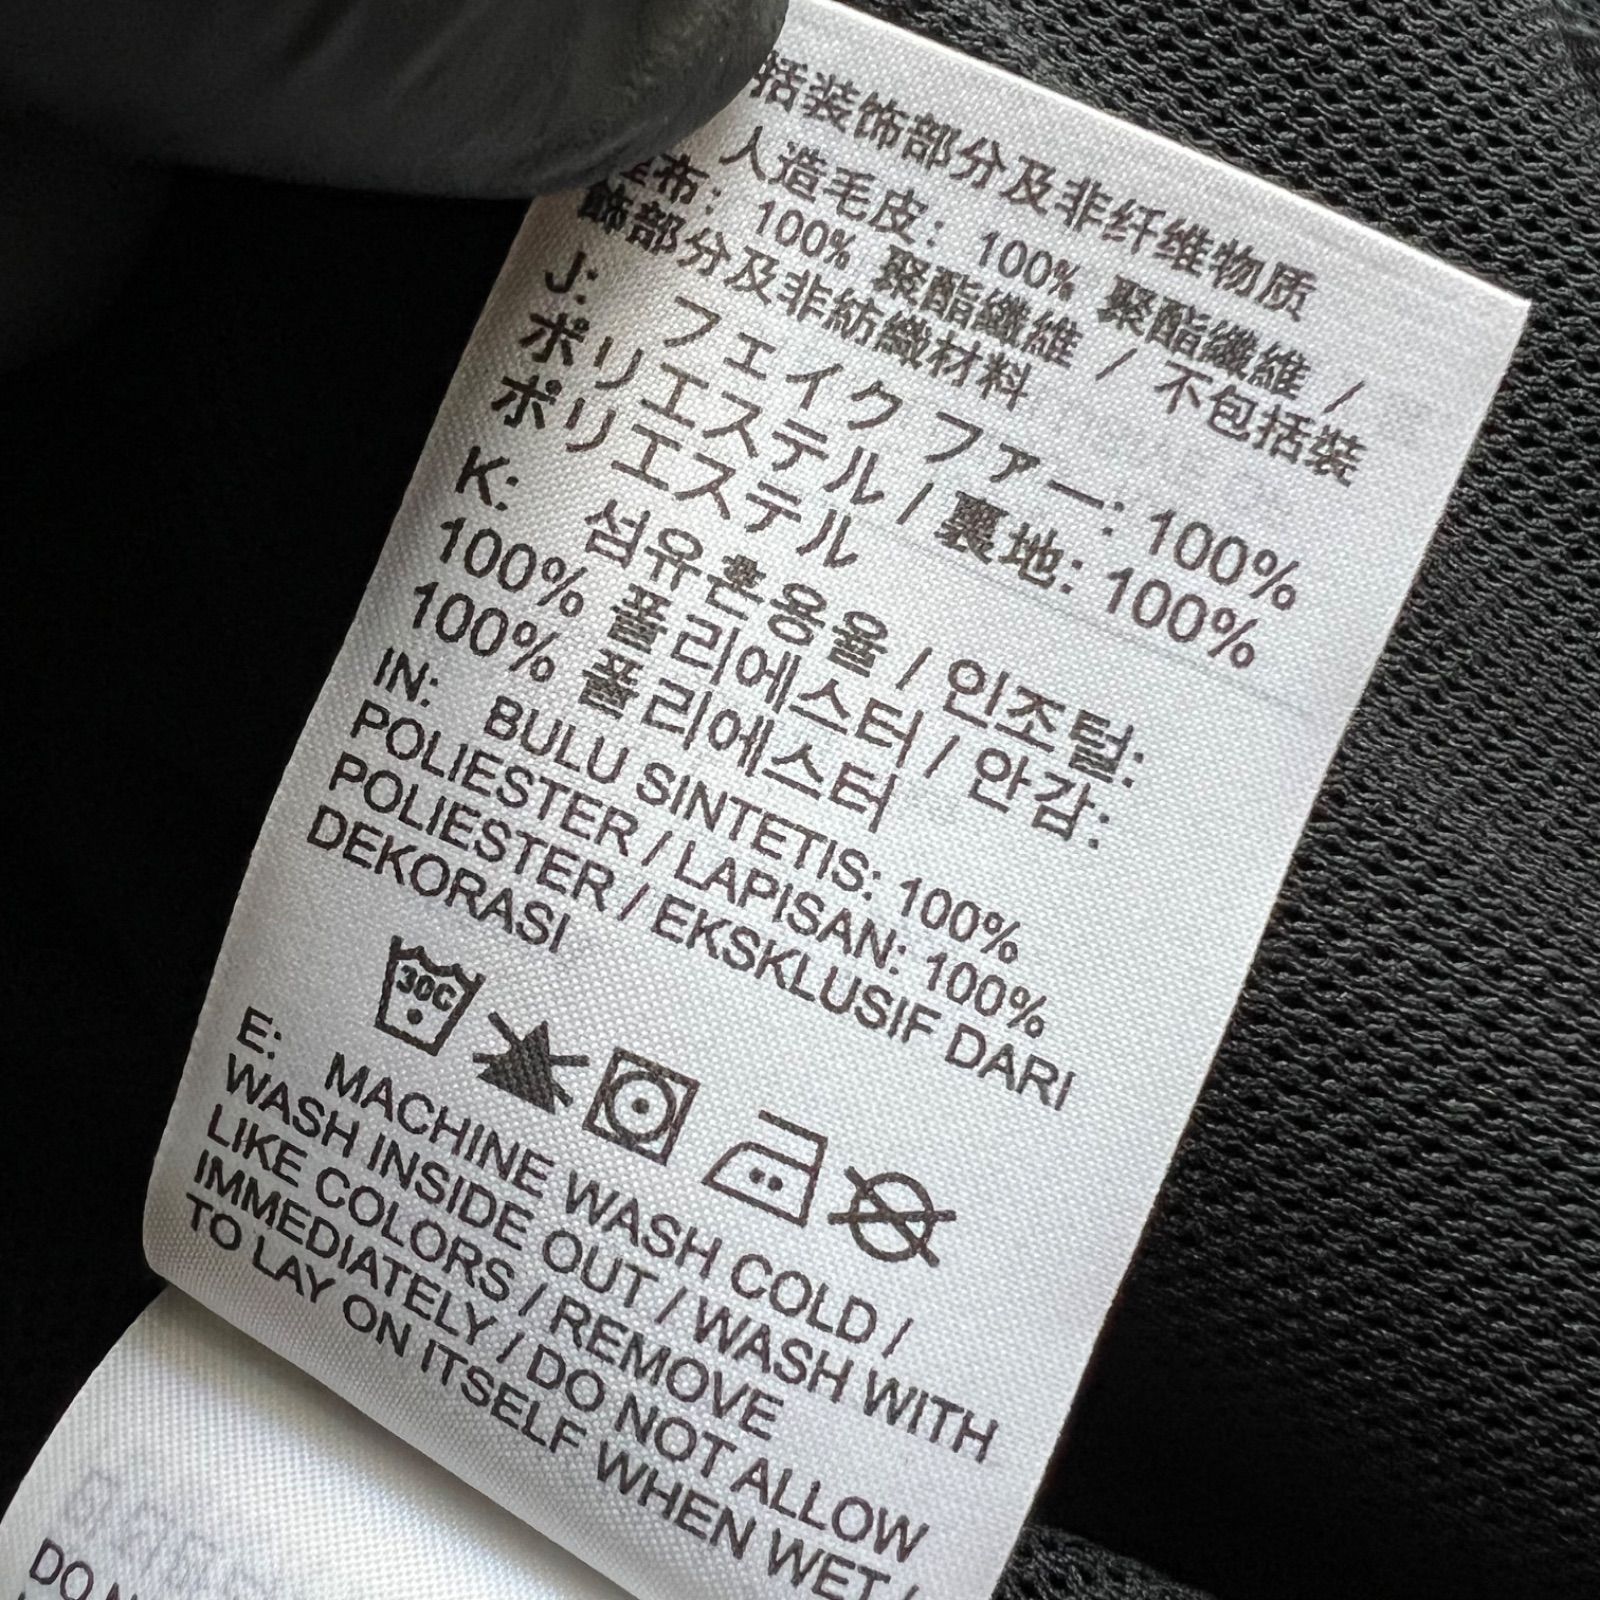 括装饰部分及非纤维物质
人造毛皮: 100% 聚酯纖維 /
布: 100% 聚酯纖維 / 不包括裝
飾部分及非紡織材料
J: フェイクファー: 100%
ポリエステル / 裏地: 100%
ポリエステル
K: 섬유혼용율 / 인조털:
100% 폴리에스터 / 안감:
100% 폴리에스터
IN: BULU SINTETIS: 100%
POLIESTER / LAPISAN: 100%
POLIESTER / EKSKLUSIF DARI
DEKORASI
30C
E: MACHINE WASH COLD /
WASH INSIDE OUT / WASH WITH
LIKE COLORS / REMOVE
IMMEDIATELY / DO NOT ALLOW
TO LAY ON ITSELF WHEN WET /
DO